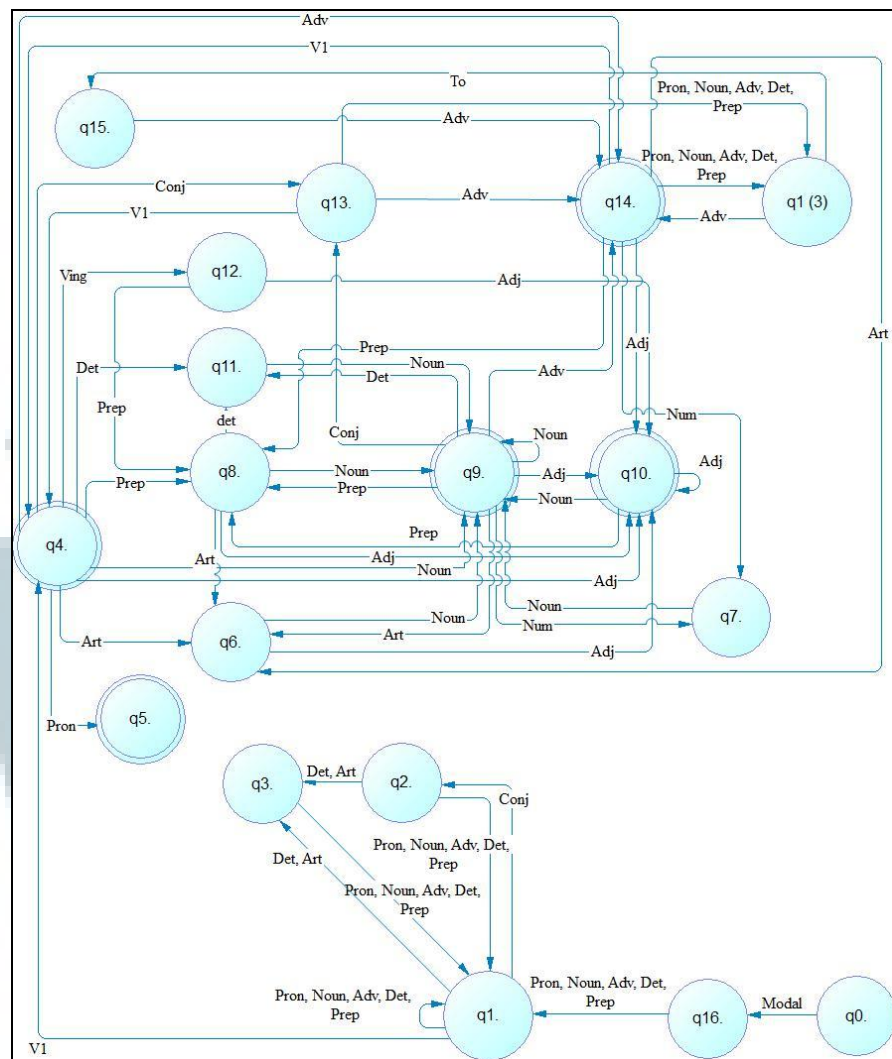 Adv
V1
To
Pron, Noun, Adv, Det,
Prep
q15.
Adv
Pron, Noun, Adv, Det,
Prep
Conj
q13.
Adv
q14.
q1 (3)
V1
Adv
Ving
q12.
Adj
Art
Prep
Adj
q11.
Noun
Det
Det
Adv
Prep
det
Conj
Num
Noun
q8.
Noun
q9.
Adj
q10.
Adj
Prep
Prep
Noun
q4.
Prep
Art
Adj
Noun
Adj
Noun
q7.
Noun
Num
Art
Art
q6.
Adj
Pron
q5.
q3.
Det, Art
q2.
Conj
Pron, Noun, Adv, Det,
Prep
Det, Art
Pron, Noun, Adv, Det,
Prep
Pron, Noun, Adv, Det,
Prep
Pron, Noun, Adv, Det,
Prep
q1.
q16.
Modal
q0.
V1